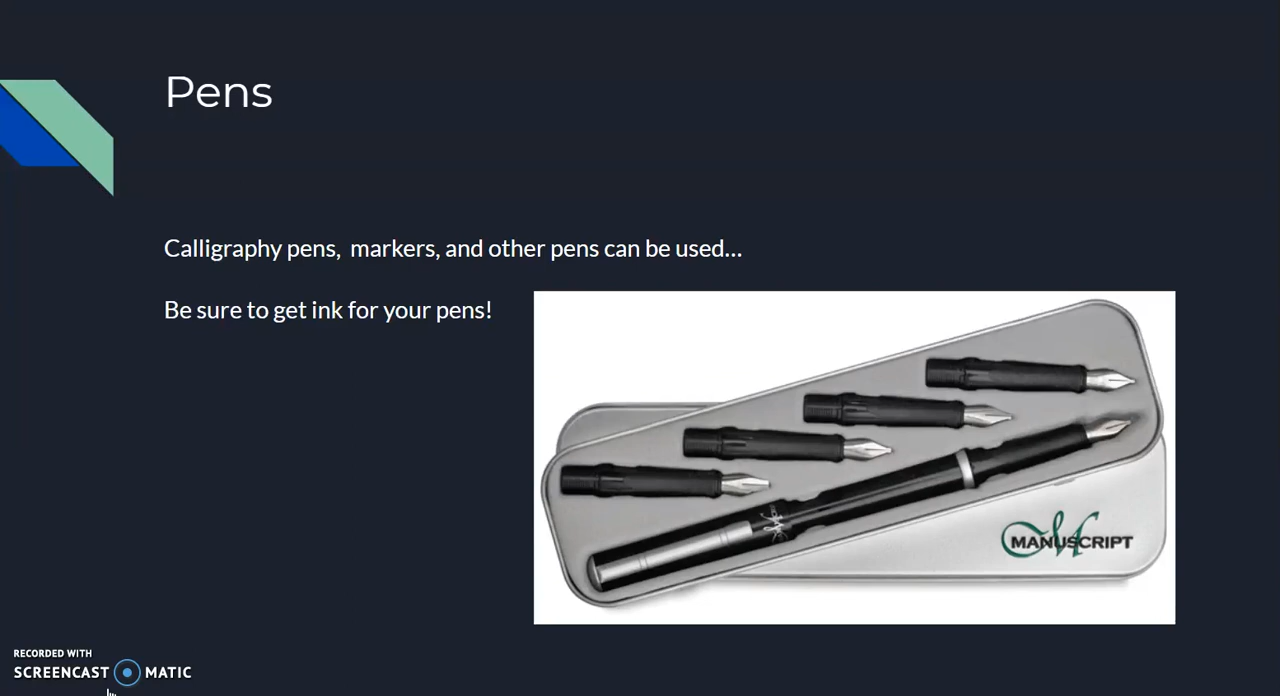 Pens
Calligraphy pens,  markers, and other pens can be used...
Be sure to get ink for your pens!
MANUSCRIPT
RECORDED WITH
SCREENCAST MATIC